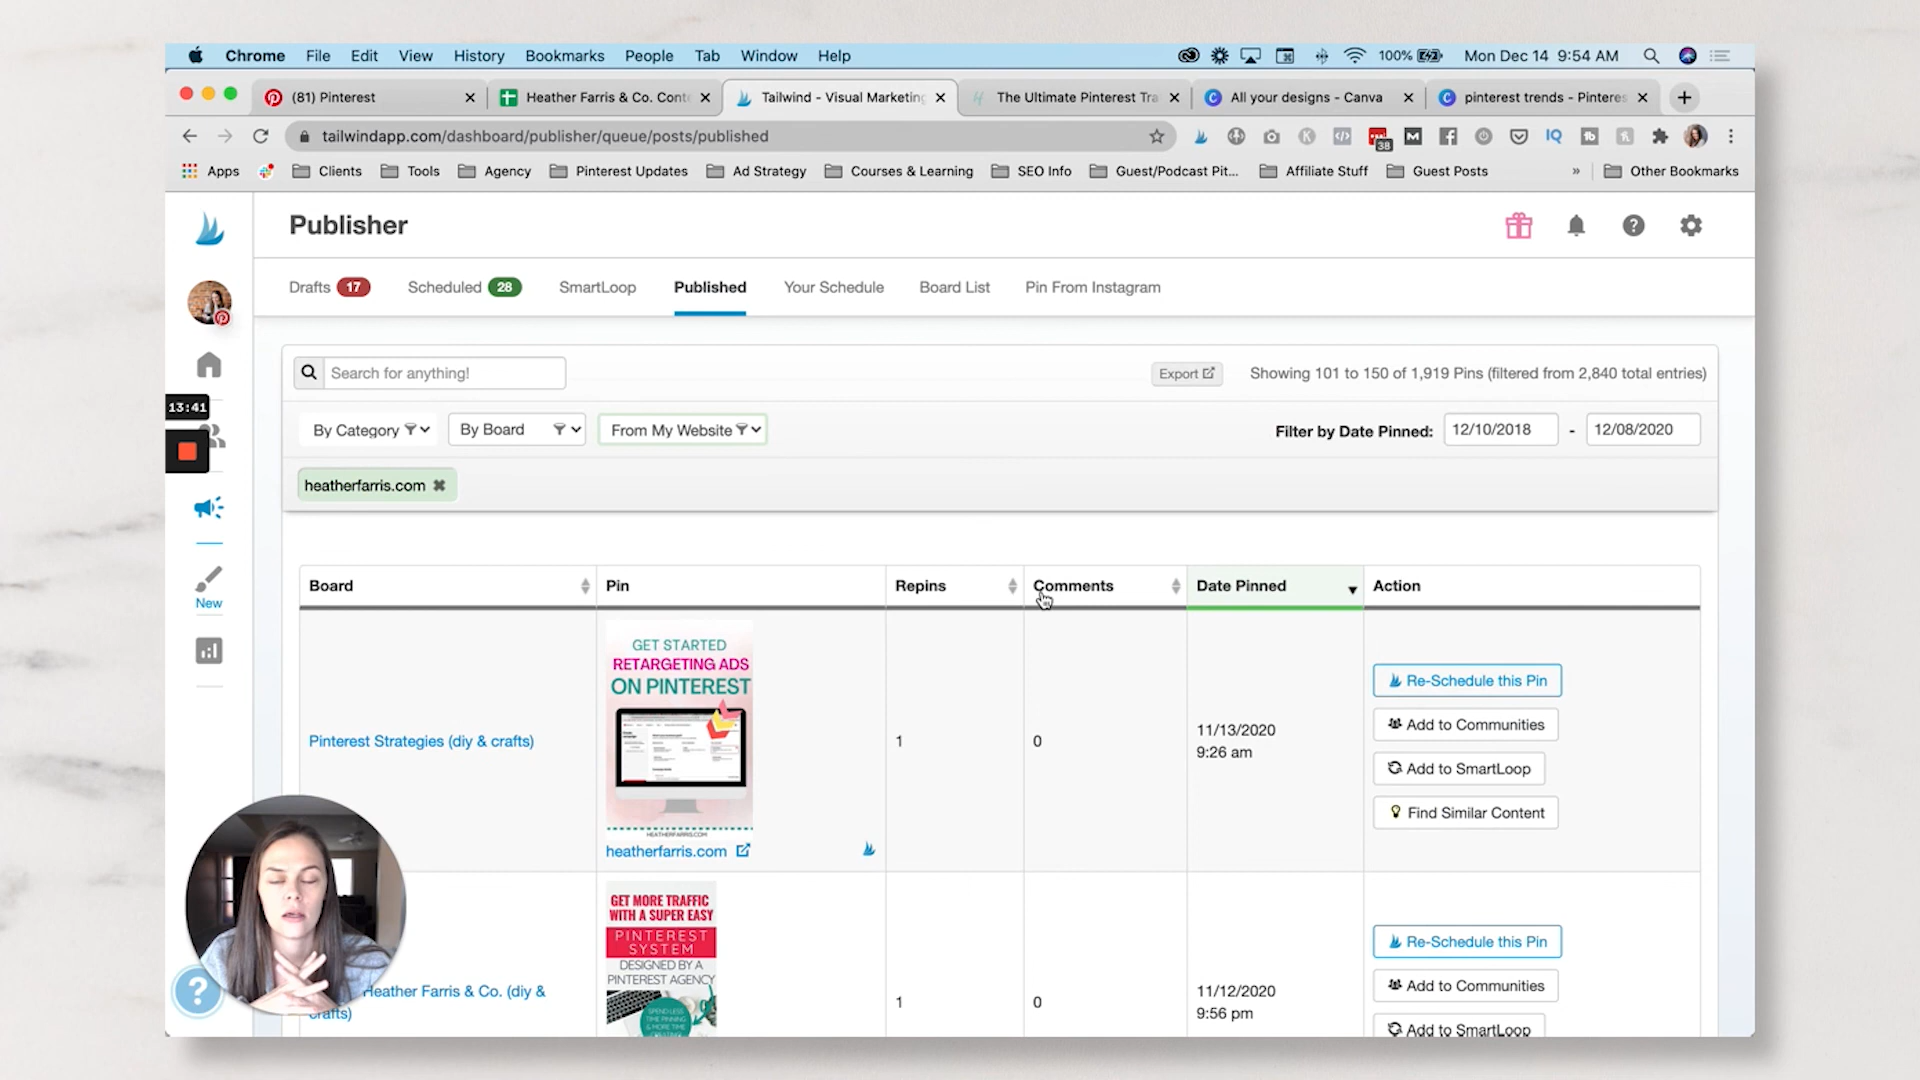 Chrome File Edit View History Bookmarks People Tab Window Help 100% Mon Dec 14 9:54 AM
(81) Pinterest Heather Farris & Co. Conte Tailwind - Visual Marketing The Ultimate Pinterest Tra All your designs - Canva pinterest trends - Pinteres
tailwindapp.com/dashboard/publisher/queue/posts/published 38
Apps Clients Tools Agency Pinterest Updates Ad Strategy Courses & Learning SEO Info Guest/Podcast Pit... Affiliate Stuff Guest Posts » Other Bookmarks
Publisher
Drafts 17 Scheduled 28 SmartLoop Published Your Schedule Board List Pin From Instagram
Search for anything! Export Showing 101 to 150 of 1,919 Pins (filtered from 2,840 total entries)
13:41
By Category By Board From My Website Filter by Date Pinned: 12/10/2018 - 12/08/2020
heatherfarris.com
New
Board Pin Repins Comments Date Pinned Action
GET STARTED
RETARGETING ADS
ON PINTEREST
HEATHERFARRIS.COM
Pinterest Strategies (diy & crafts) 1 0 11/13/2020
9:26 am
Re-Schedule this Pin
Add to Communities
Add to SmartLoop
Find Similar Content
heatherfarris.com
GET MORE TRAFFIC
WITH A SUPER EASY
PINTEREST
SYSTEM
DESIGNED BY A
PINTEREST AGENCY
SPEND LESS
TIME PINNING
& MORE TIME
Heather Farris & Co. (diy &
crafts) 1 0 11/12/2020
9:56 pm
Re-Schedule this Pin
Add to Communities
Add to SmartLoop
?